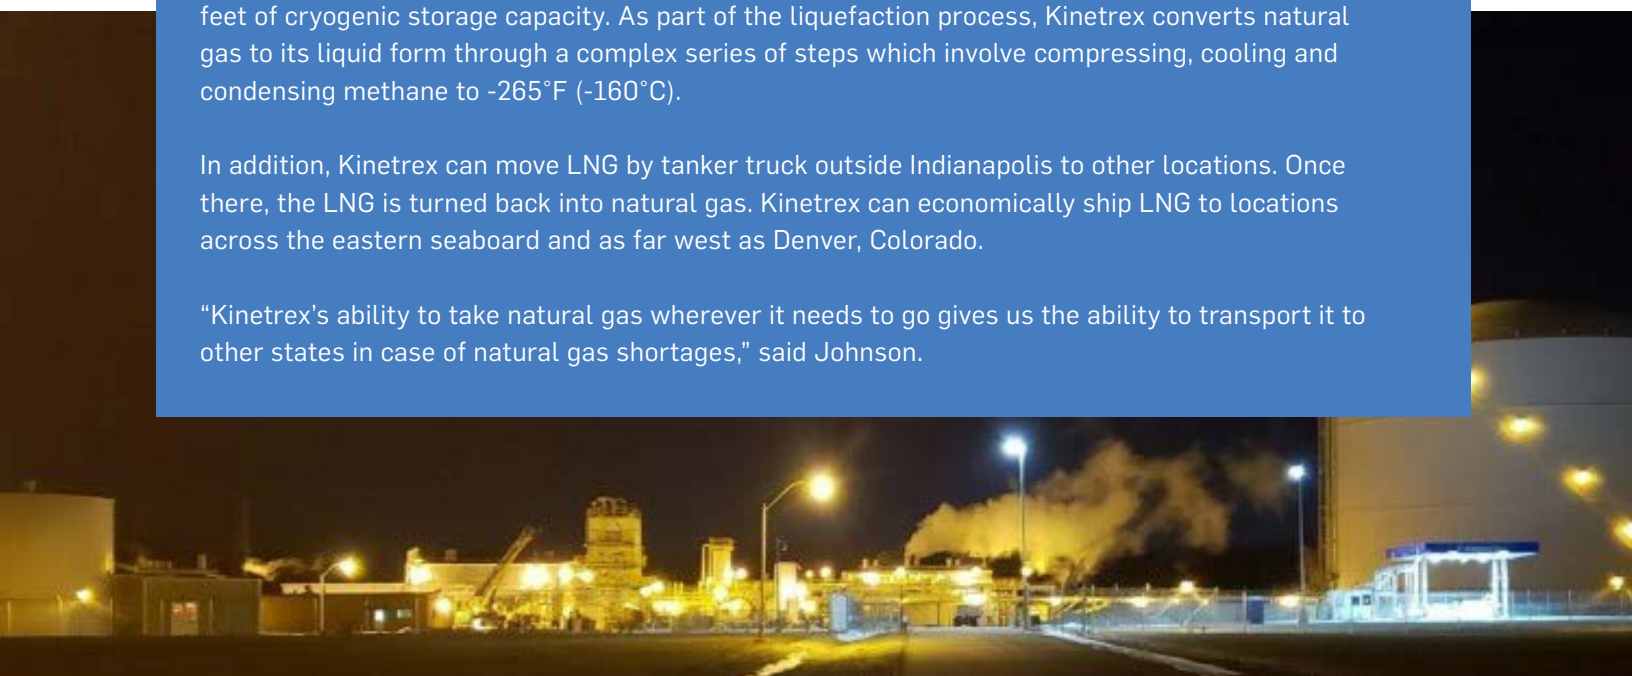 feet of cryogenic storage capacity. As part of the liquefaction process, Kinetrex converts natural
gas to its liquid form through a complex series of steps which involve compressing, cooling and
condensing methane to -265°F (-160°C).
In addition, Kinetrex can move LNG by tanker truck outside Indianapolis to other locations. Once
there, the LNG is turned back into natural gas. Kinetrex can economically ship LNG to locations
across the eastern seaboard and as far west as Denver, Colorado.
“Kinetrex’s ability to take natural gas wherever it needs to go gives us the ability to transport it to
other states in case of natural gas shortages,” said Johnson.